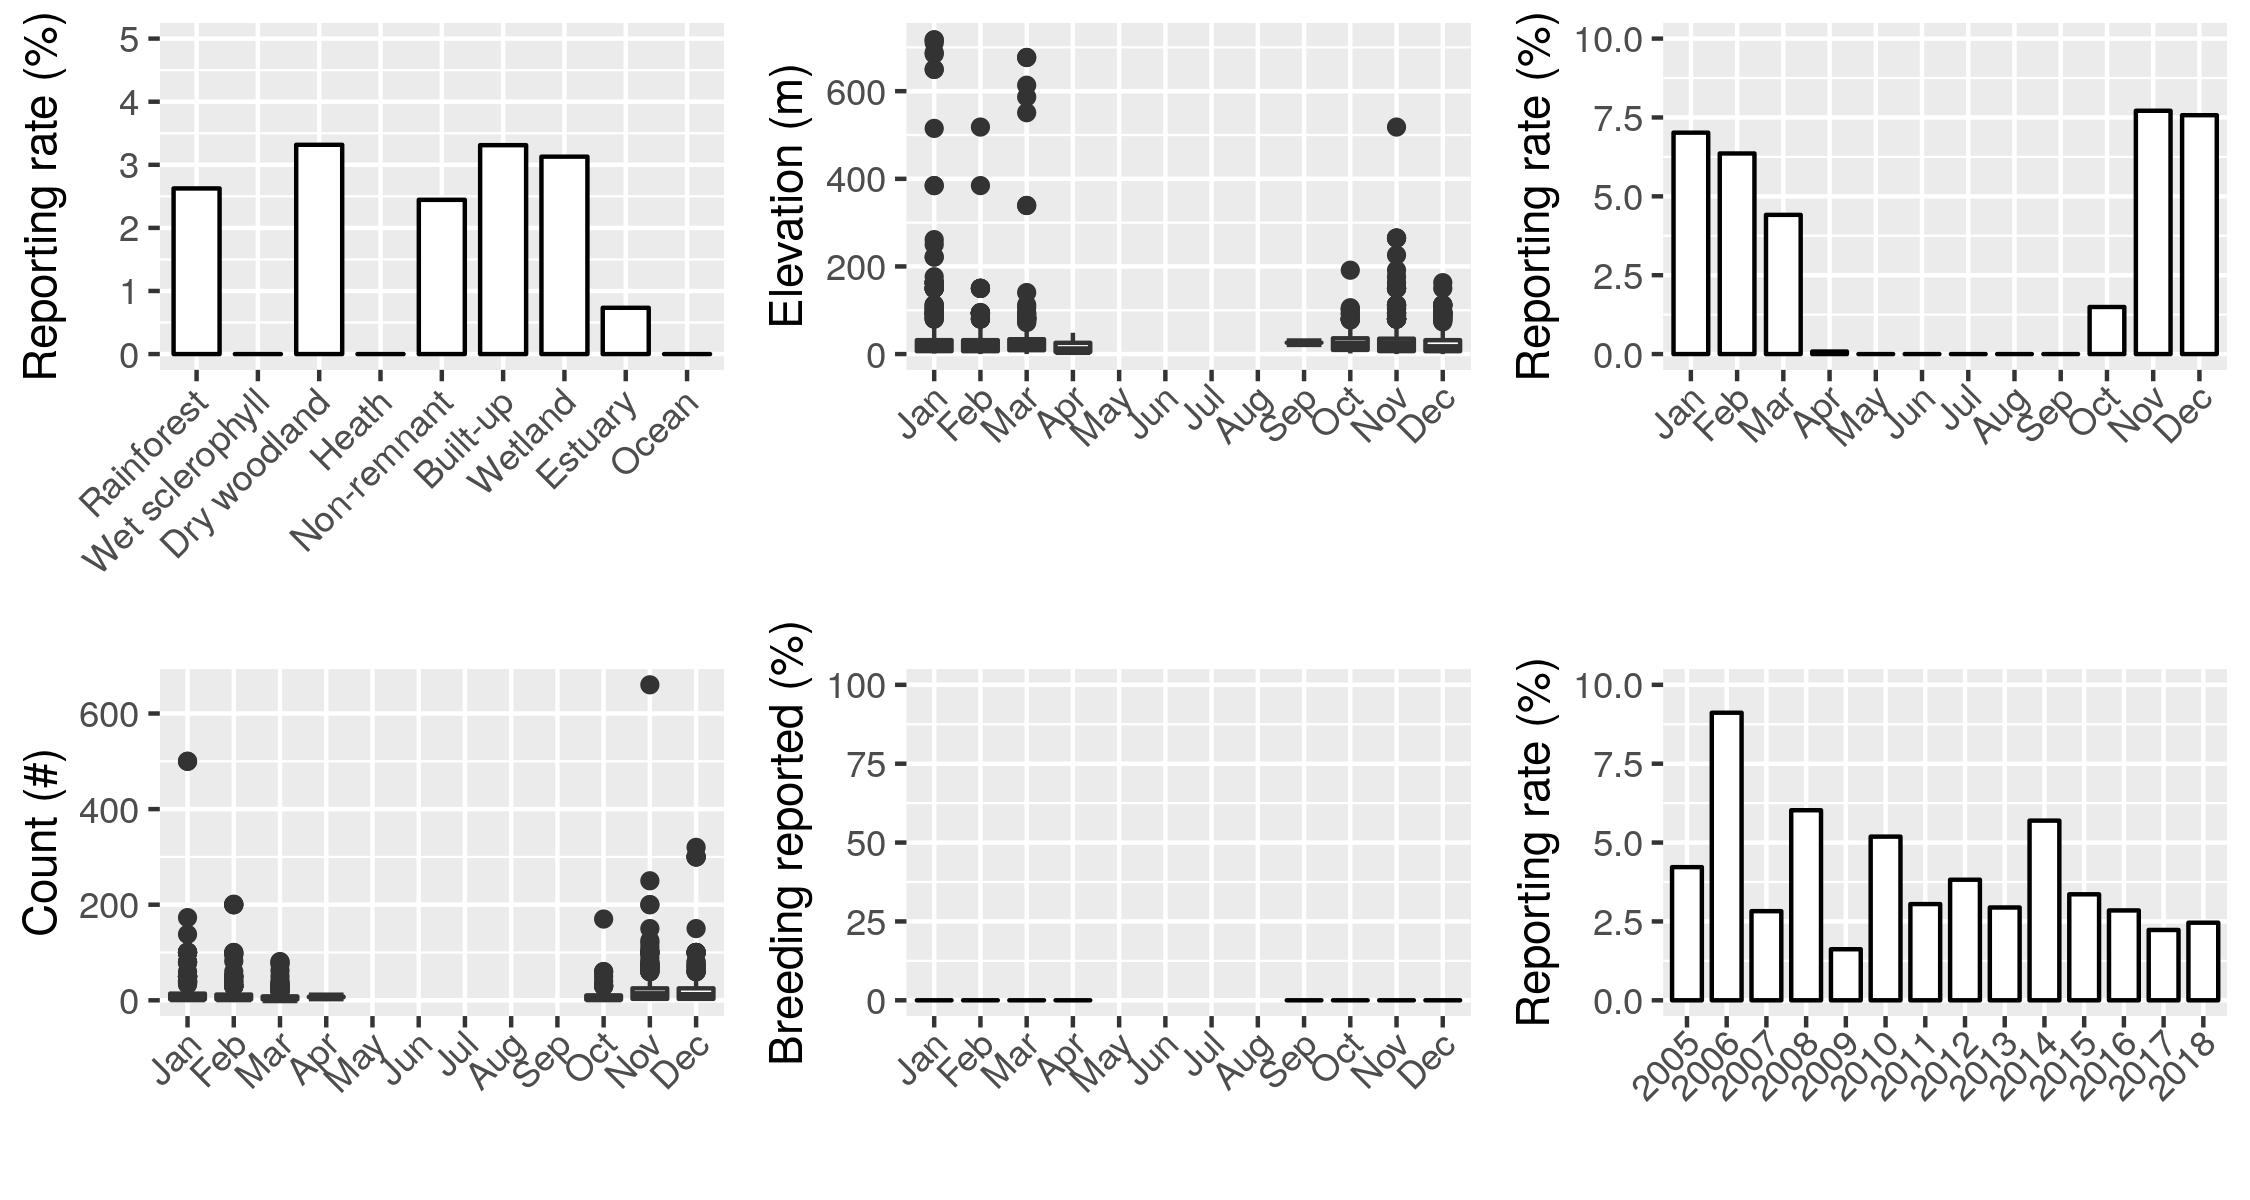 Reporting rate (%)
5
4
3
2
1
0
Rainforest
Wet sclerophyll
Dry woodland
Heath
Non-remnant
Built-up
Wetland
Estuary
Ocean
Elevation (m)
600
400
200
0
Jan
Feb
Mar
Apr
May
Jun
Jul
Aug
Sep
Oct
Nov
Dec
Reporting rate (%)
10.0
7.5
5.0
2.5
0.0
Jan
Feb
Mar
Apr
May
Jun
Jul
Aug
Sep
Oct
Nov
Dec
Count (#)
600
400
200
0
Jan
Feb
Mar
Apr
May
Jun
Jul
Aug
Sep
Oct
Nov
Dec
Breeding reported (%)
100
75
50
25
0
Jan
Feb
Mar
Apr
May
Jun
Jul
Aug
Sep
Oct
Nov
Dec
Reporting rate (%)
10.0
7.5
5.0
2.5
0.0
2005
2006
2007
2008
2009
2010
2011
2012
2013
2014
2015
2016
2017
2018